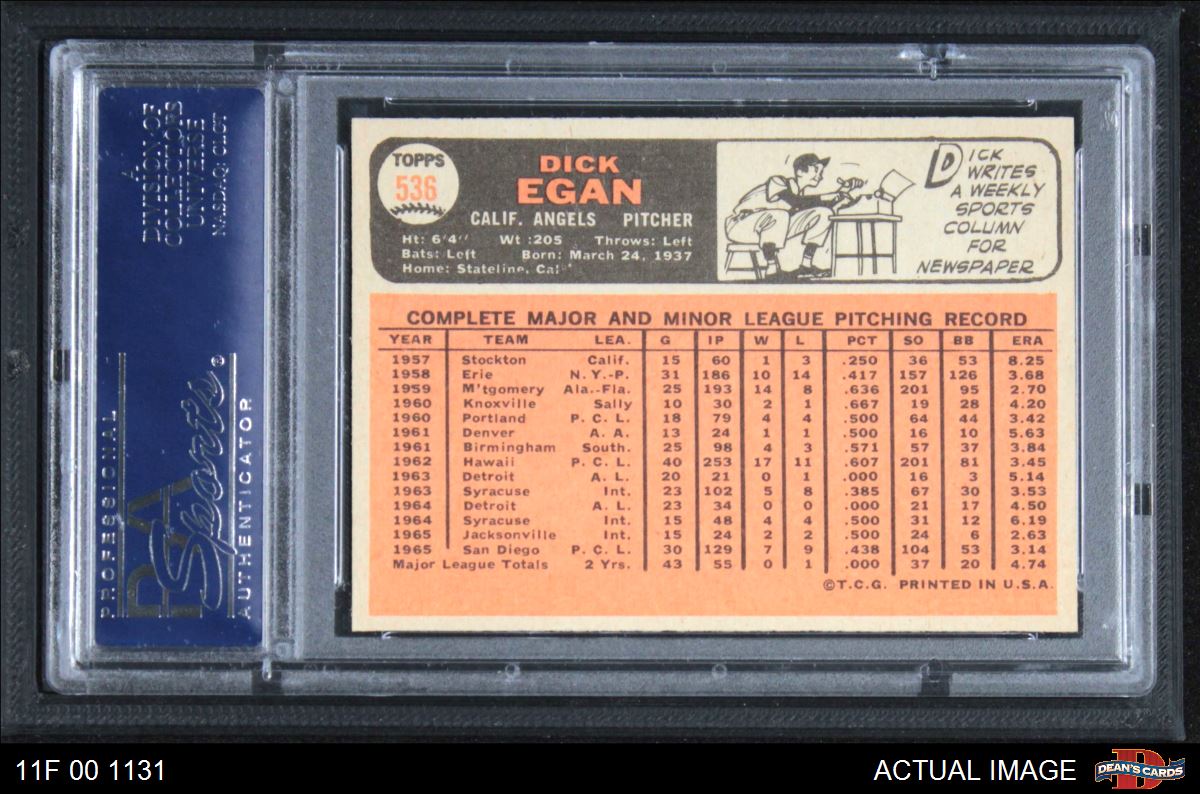 A
DIVISION OF
COLLECTORS
UNIVERSE
NASDAQ: CLCT
PROFESSIONAL
PSA
Sports®
AUTHENTICATOR
TOPPS
536
DICK
EGAN
CALIF. ANGELS PITCHER
Ht: 6'4" Wt :205 Throws: Left
Bats: Left Born: March 24, 1937
Home: Stateline, Cal
DICK
WRITES
A WEEKLY
SPORTS
COLUMN
FOR
NEWSPAPER
COMPLETE MAJOR AND MINOR LEAGUE PITCHING RECORD
YEAR TEAM LEA. G IP W L PCT SO BB ERA
1957 Stockton Calif. 15 60 1 3 .250 36 53 8.25
1958 Erie N.Y.-P. 31 186 10 14 .417 157 126 3.68
1959 M'tgomery Ala.-Fla. 25 193 14 8 .636 201 95 2.70
1960 Knoxville Sally 10 30 2 1 .667 19 28 4.20
1960 Portland P. C. L. 18 79 4 4 .500 64 44 3.42
1961 Denver A. A. 13 24 1 1 .500 16 10 5.63
1961 Birmingham South. 25 98 4 3 .571 57 37 3.84
1962 Hawaii P. C. L. 40 253 17 11 .607 201 81 3.45
1963 Detroit A. L. 20 21 0 1 .000 16 3 5.14
1963 Syracuse Int. 23 102 5 8 .385 67 30 3.53
1964 Detroit A. L. 23 34 0 0 .000 21 17 4.50
1964 Syracuse Int. 15 48 4 4 .500 31 12 6.19
1965 Jacksonville Int. 15 24 2 2 .500 24 6 2.63
1965 San Diego P. C. L. 30 129 7 9 .438 104 53 3.14
Major League Totals 2 Yrs. 43 55 0 1 .000 37 20 4.74
©T.C.G. PRINTED IN U.S.A.
11F 00 1131
ACTUAL IMAGE
DEAN'S CARDS